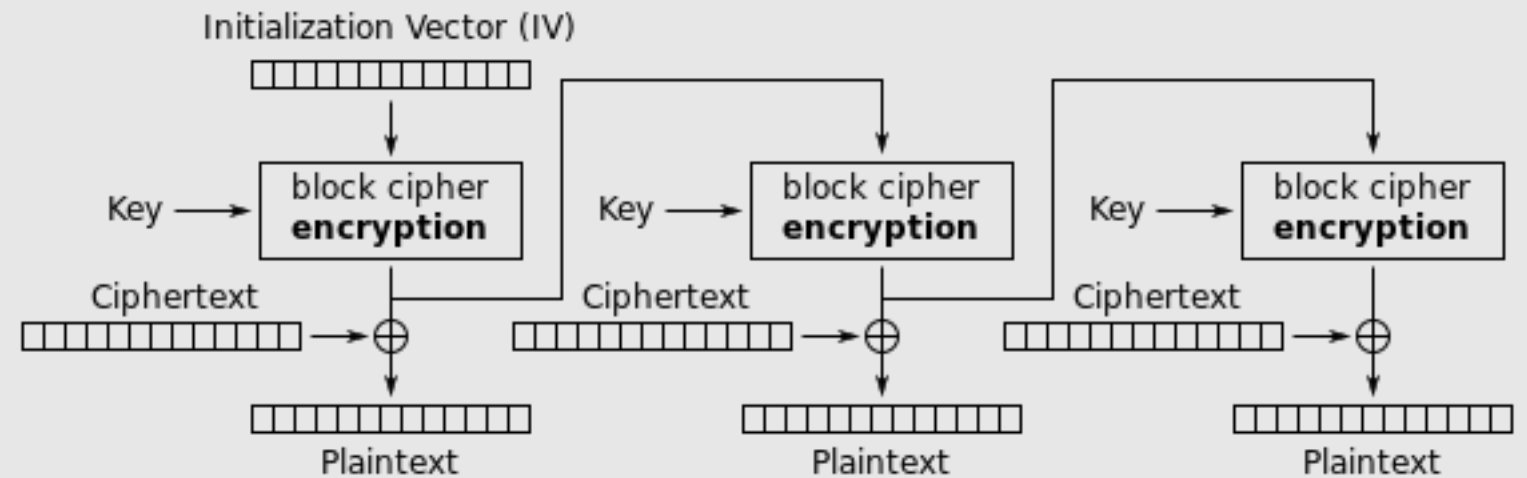 Initialization Vector (IV)
Key
block cipher
encryption
Key
block cipher
encryption
Key
block cipher
encryption
Ciphertext
Ciphertext
Ciphertext
Plaintext
Plaintext
Plaintext